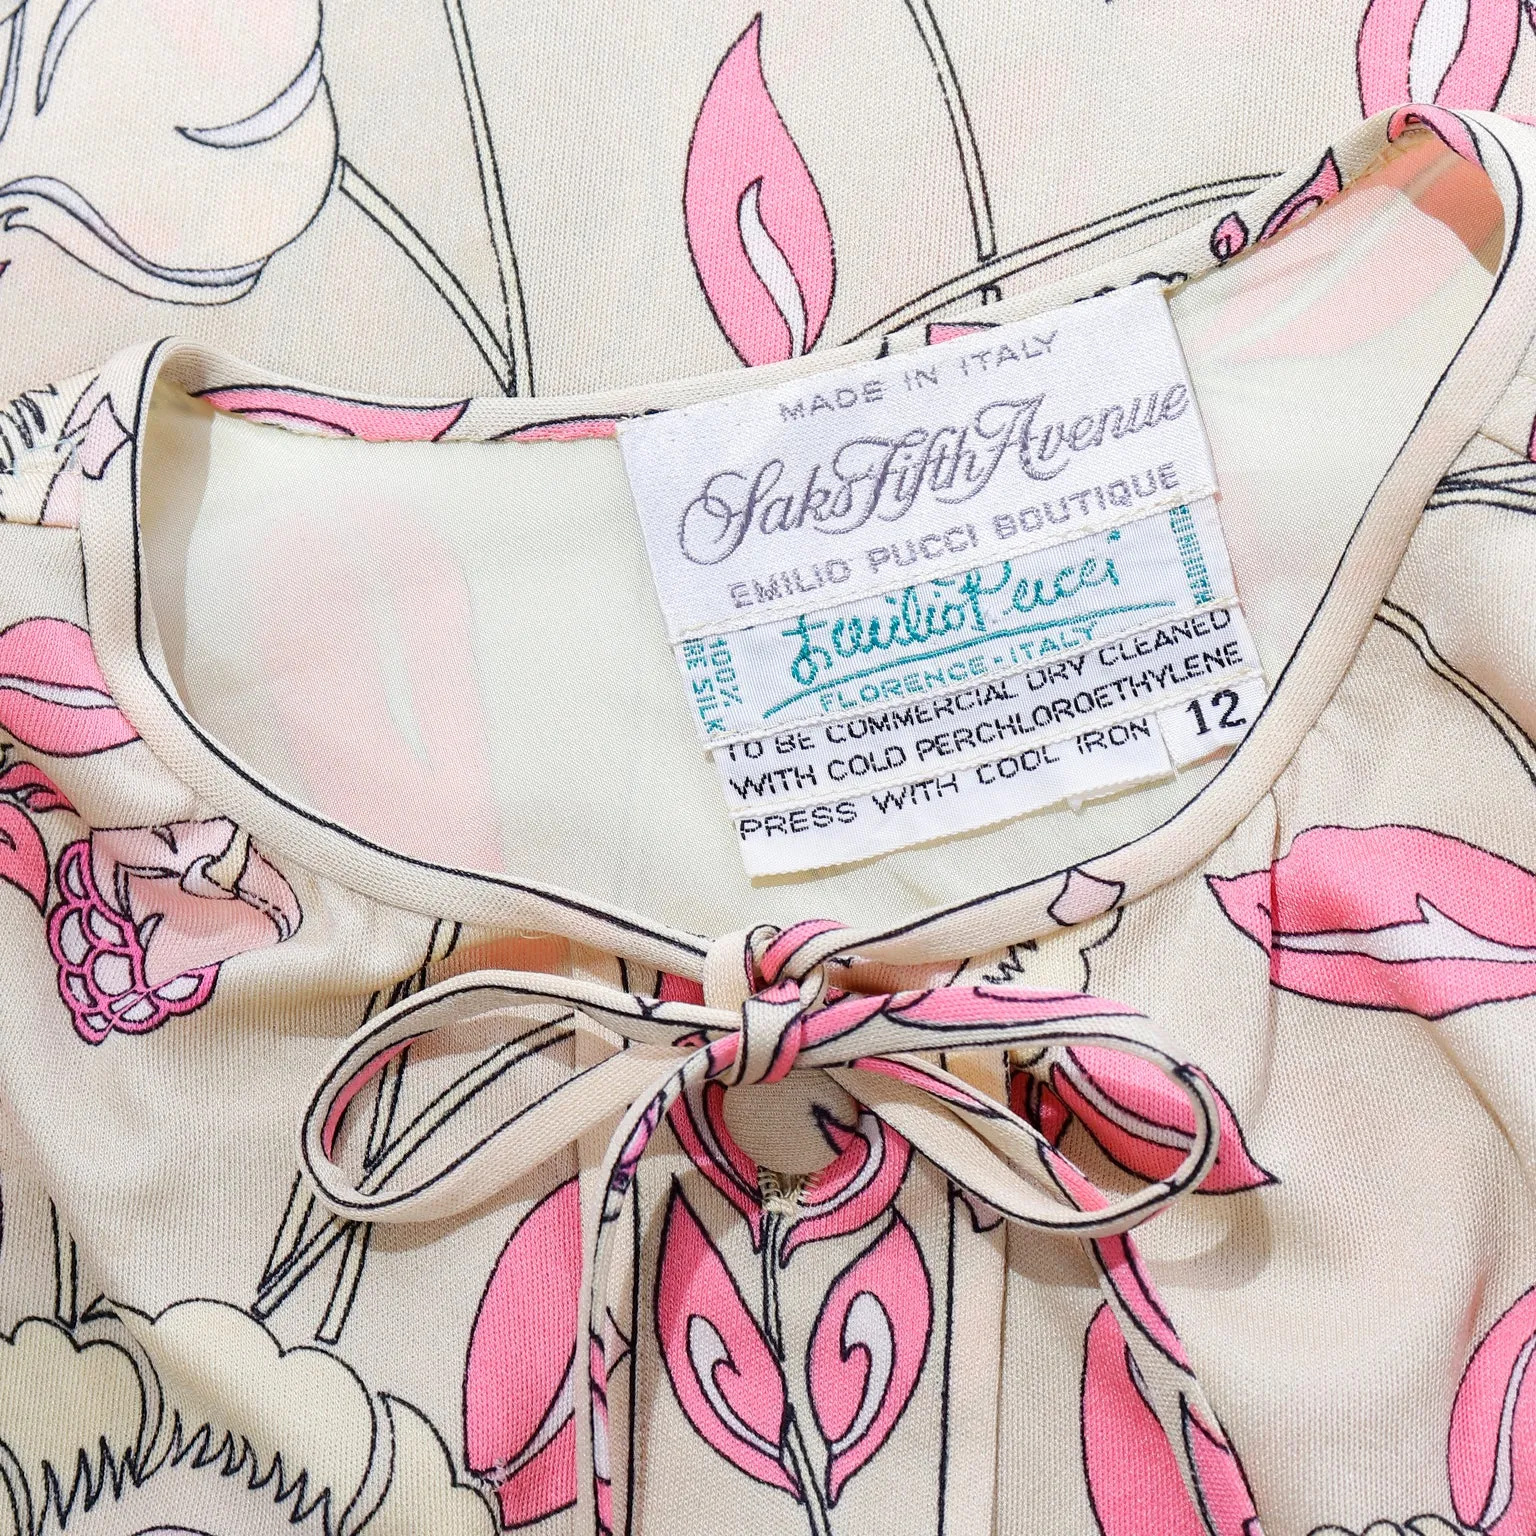 MADE IN ITALY
Saks Fifth Avenue
EMILIO PUCCI BOUTIQUE
Emilio Pucci
FLORENCE - ITALY
100%
SILK
TO BE COMMERCIAL DRY CLEANED
WITH COLD PERCHLOROETHYLENE
PRESS WITH COOL IRON
12